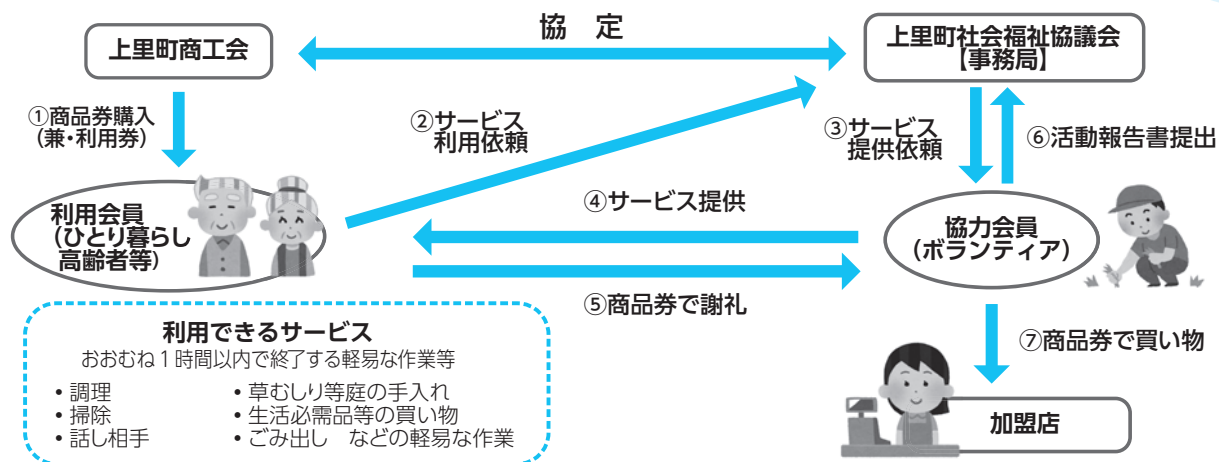 協　定
上里町商工会
上里町社会福祉協議会
【事務局】
①商品券購入
（兼・利用券）
②サービス
利用依頼
③サービス
提供依頼
⑥活動報告書提出
利用会員
（ひとり暮らし
高齢者等）
④サービス提供
協力会員
（ボランティア）
⑤商品券で謝礼
利用できるサービス
おおむね１時間以内で終了する軽易な作業等
・調理
・掃除
・話し相手
・草むしり等庭の手入れ
・生活必需品等の買い物
・ごみ出し　などの軽易な作業
⑦商品券で買い物
加盟店